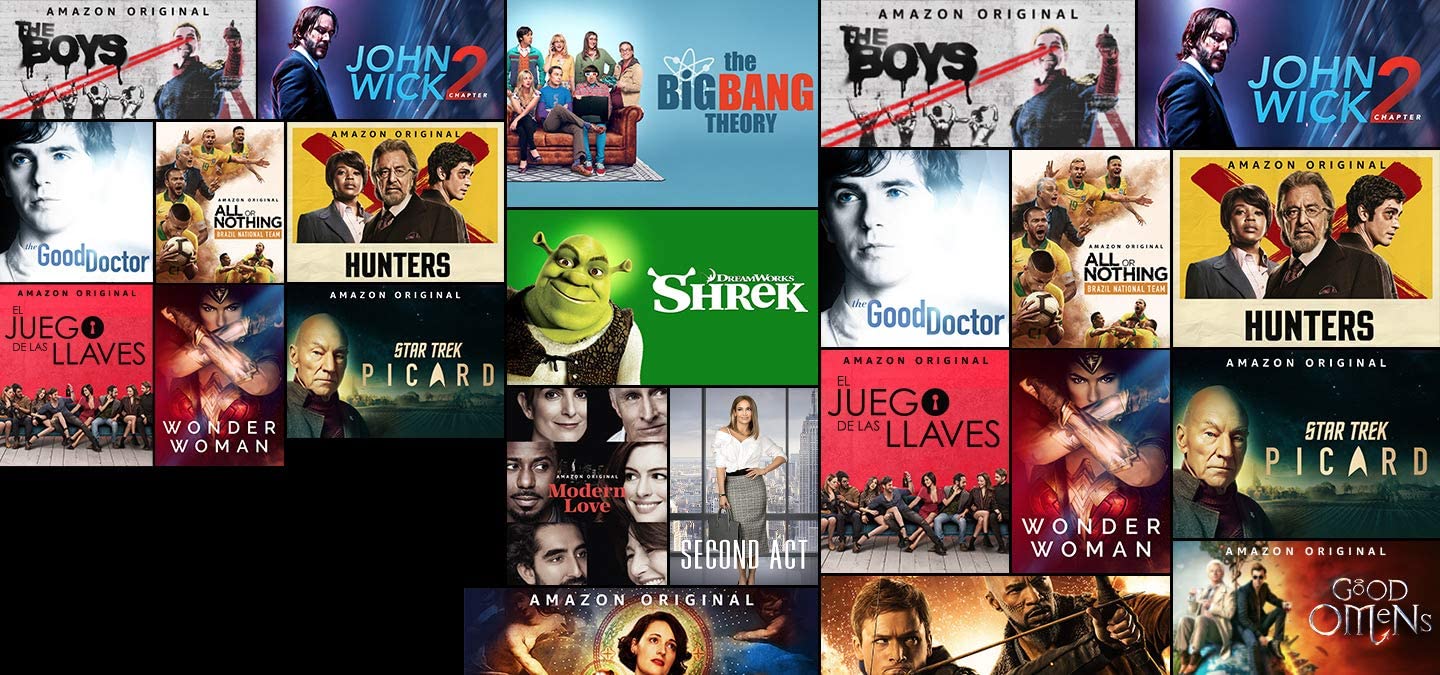 AMAZON ORIGINAL
THE
BOYS
JOHN
WICK 2
CHAPTER
the
BIG BANG
THEORY
AMAZON ORIGINAL
THE
BOYS
JOHN
WICK 2
CHAPTER
the GoodDoctor
AMAZON ORIGINAL
ALL OR
NOTHING
BRAZIL NATIONAL TEAM
AMAZON ORIGINAL
HUNTERS
DREAMWORKS
SHREK
the GoodDoctor
AMAZON ORIGINAL
ALL OR
NOTHING
BRAZIL NATIONAL TEAM
AMAZON ORIGINAL
HUNTERS
AMAZON ORIGINAL
EL
JUEGO
DE LAS LLAVES
WONDER
WOMAN
AMAZON ORIGINAL
STAR TREK
PICARD
AMAZON ORIGINAL
Modern
Love
SECOND ACT
AMAZON ORIGINAL
EL
JUEGO
DE LAS LLAVES
WONDER
WOMAN
AMAZON ORIGINAL
STAR TREK
PICARD
AMAZON ORIGINAL
AMAZON ORIGINAL
GOOD
OMENS